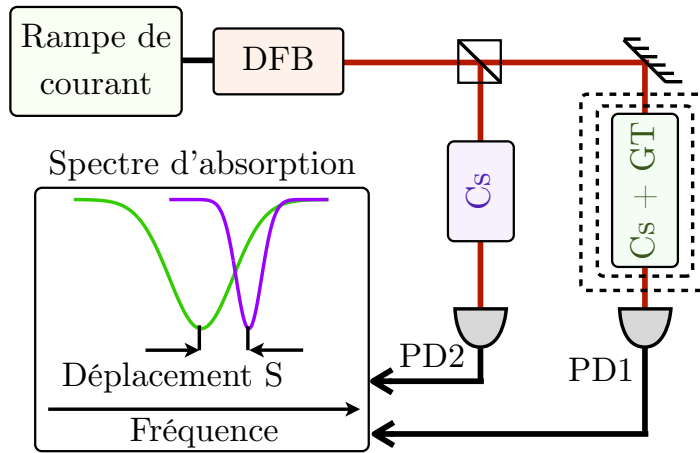 Rampe de
courant
DFB
Cs
Cs + GT
Spectre d'absorption
Déplacement S
Fréquence
PD2
PD1